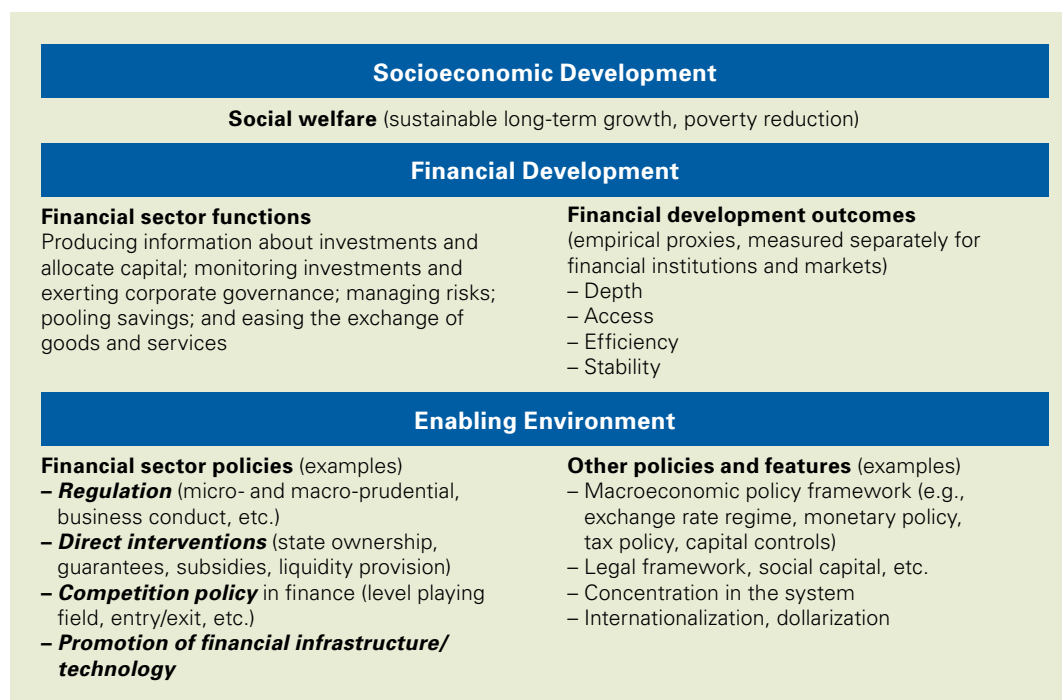 Socioeconomic Development
Social welfare (sustainable long-term growth, poverty reduction)
Financial Development
Financial sector functions
Producing information about investments and
allocate capital; monitoring investments and
exerting corporate governance; managing risks;
pooling savings; and easing the exchange of
goods and services
Financial development outcomes
(empirical proxies, measured separately for
financial institutions and markets)
– Depth
– Access
– Efficiency
– Stability
Enabling Environment
Financial sector policies (examples)
– Regulation (micro- and macro-prudential,
business conduct, etc.)
– Direct interventions (state ownership,
guarantees, subsidies, liquidity provision)
– Competition policy in finance (level playing
field, entry/exit, etc.)
– Promotion of financial infrastructure/
technology
Other policies and features (examples)
– Macroeconomic policy framework (e.g.,
exchange rate regime, monetary policy,
tax policy, capital controls)
– Legal framework, social capital, etc.
– Concentration in the system
– Internationalization, dollarization